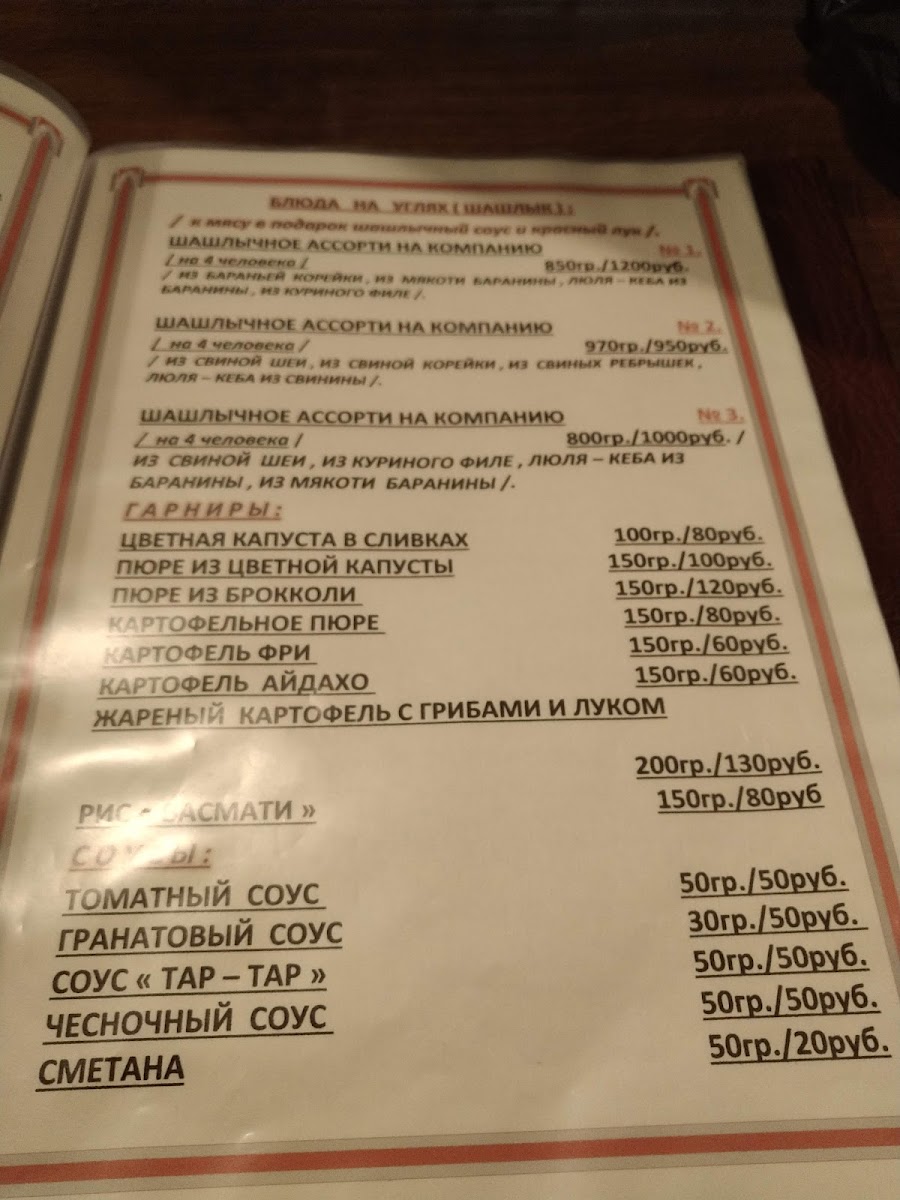 БЛЮДА НА УГЛЯХ ( ШАШЛЫК ) :
/ к мясу в подарок шашлычный соус и красный лук /.
ШАШЛЫЧНОЕ АССОРТИ НА КОМПАНИЮ № 1.
/ на 4 человека / 850гр./1200руб.
/ ИЗ БАРАНЬЕЙ КОРЕЙКИ , ИЗ МЯКОТИ БАРАНИНЫ , ЛЮЛЯ – КЕБА ИЗ
БАРАНИНЫ , ИЗ КУРИНОГО ФИЛЕ /.
ШАШЛЫЧНОЕ АССОРТИ НА КОМПАНИЮ № 2.
/ на 4 человека / 970гр./950руб.
/ ИЗ СВИНОЙ ШЕИ , ИЗ СВИНОЙ КОРЕЙКИ , ИЗ СВИНЫХ РЕБРЫШЕК ,
ЛЮЛЯ – КЕБА ИЗ СВИНИНЫ /.
ШАШЛЫЧНОЕ АССОРТИ НА КОМПАНИЮ № 3.
/ на 4 человека / 800гр./1000руб. /
ИЗ СВИНОЙ ШЕИ , ИЗ КУРИНОГО ФИЛЕ , ЛЮЛЯ – КЕБА ИЗ
БАРАНИНЫ , ИЗ МЯКОТИ БАРАНИНЫ /.
ГАРНИРЫ :
ЦВЕТНАЯ КАПУСТА В СЛИВКАХ 100гр./80руб.
ПЮРЕ ИЗ ЦВЕТНОЙ КАПУСТЫ 150гр./100руб.
ПЮРЕ ИЗ БРОККОЛИ 150гр./120руб.
КАРТОФЕЛЬНОЕ ПЮРЕ 150гр./80руб.
КАРТОФЕЛЬ ФРИ 150гр./60руб.
КАРТОФЕЛЬ АЙДАХО 150гр./60руб.
ЖАРЕНЫЙ КАРТОФЕЛЬ С ГРИБАМИ И ЛУКОМ
200гр./130руб.
РИС « БАСМАТИ » 150гр./80руб
СОУСЫ :
ТОМАТНЫЙ СОУС 50гр./50руб.
ГРАНАТОВЫЙ СОУС 30гр./50руб.
СОУС « ТАР – ТАР » 50гр./50руб.
ЧЕСНОЧНЫЙ СОУС 50гр./50руб.
СМЕТАНА 50гр./20руб.